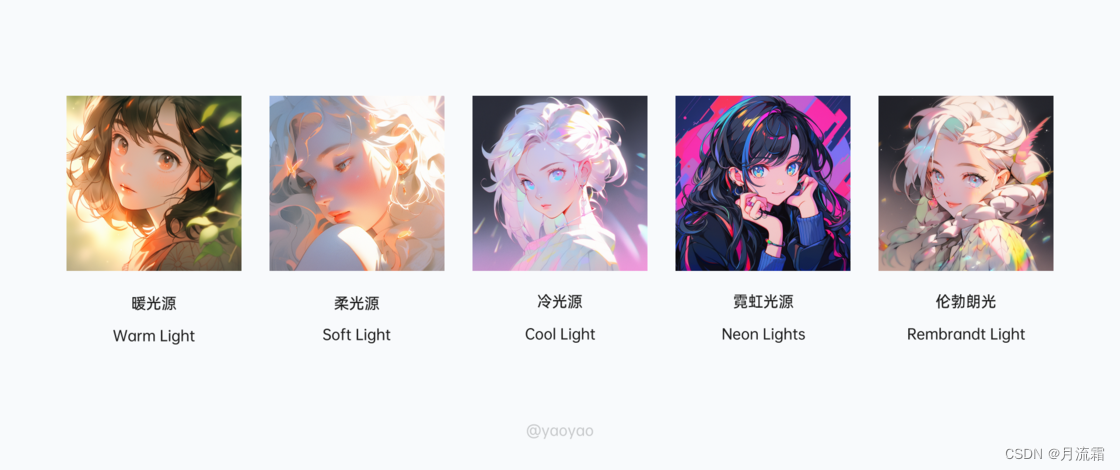 暖光源
Warm Light
柔光源
Soft Light
冷光源
Cool Light
霓虹光源
Neon Lights
伦勃朗光
Rembrandt Light
@yaoyao
CSDN @月流霜